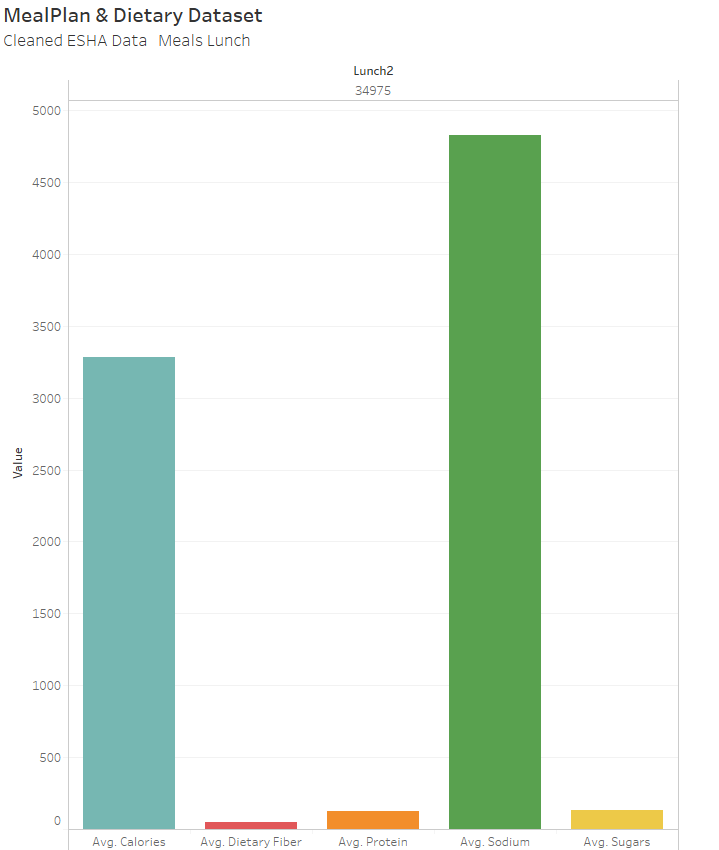 MealPlan & Dietary Dataset
Cleaned ESHA Data   Meals Lunch
Lunch2
34975
5000
4500
4000
3500
3000
2500
2000
1500
1000
500
0
Value
Avg. Calories
Avg. Dietary Fiber
Avg. Protein
Avg. Sodium
Avg. Sugars